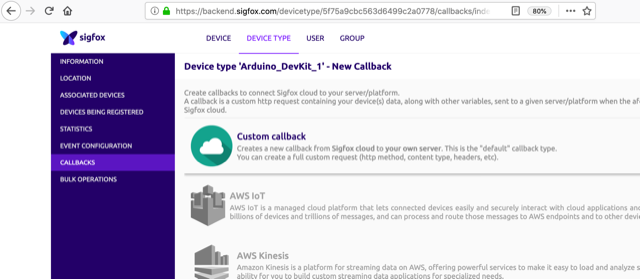 https://backend.sigfox.com/devicetype/5f75a9cbc563d6499c2a0778/callbacks/inde
80%
sigfox
DEVICE DEVICE TYPE USER GROUP
INFORMATION
LOCATION
ASSOCIATED DEVICES
DEVICES BEING REGISTERED
STATISTICS
EVENT CONFIGURATION
CALLBACKS
BULK OPERATIONS
Device type 'Arduino_DevKit_1' - New Callback
Create callbacks to connect Sigfox cloud to your server/platform.
A callback is a custom http request containing your device(s) data, along with other variables, sent to a given server/platform when the afo
Sigfox cloud.
Custom callback
Creates a new callback from Sigfox cloud to your own server. This is the "default" callback type.
You can create a full custom request (http method, content type, headers, etc).
AWS IoT
AWS IoT is a managed cloud platform that lets connected devices easily and securely interact with cloud applications and
billions of devices and trillions of messages, and can process and route those messages to AWS endpoints and to other devic
AWS Kinesis
Amazon Kinesis is a platform for streaming data on AWS, offering powerful services to make it easy to load and analyze s
ability for you to build custom streaming data applications for specialized needs.